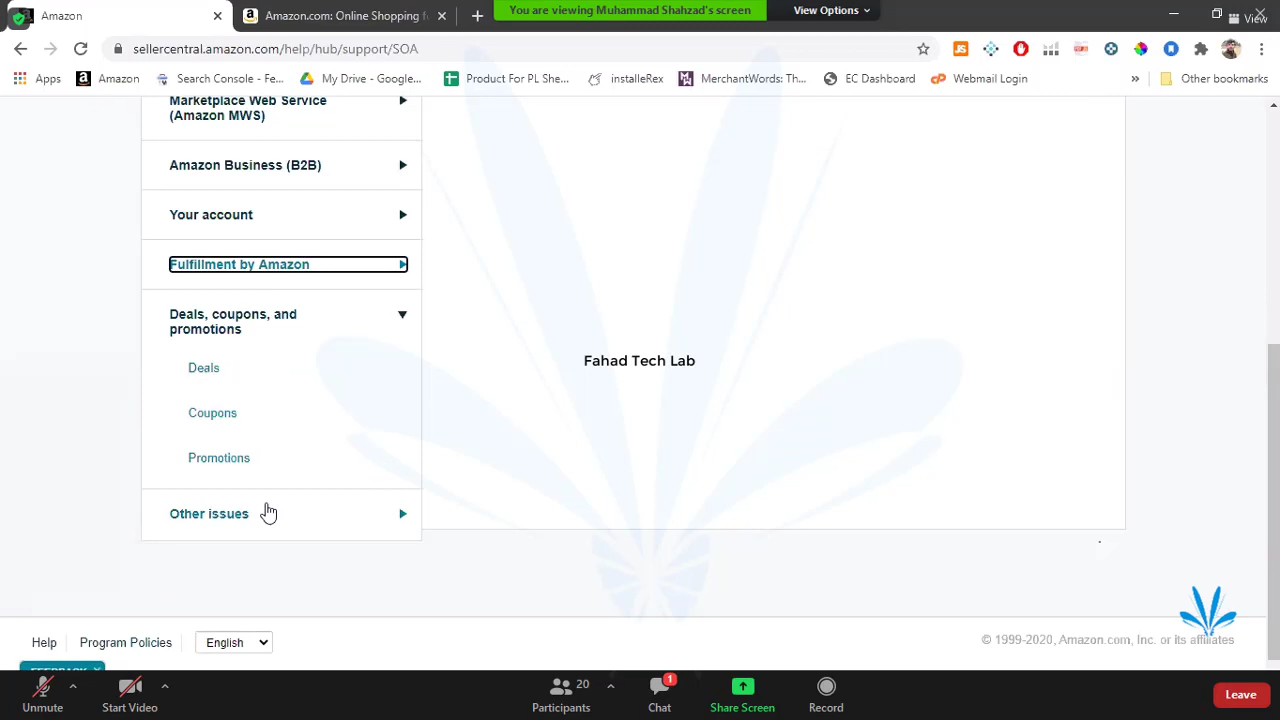 You are viewing Muhammad Shahzad's screen
View Options
View
Amazon
Amazon.com: Online Shopping f
sellercentral.amazon.com/help/hub/support/SOA
Apps
Amazon
Search Console - Fe...
My Drive - Google...
Product For PL She...
installeRex
MerchantWords: Th...
EC Dashboard
Webmail Login
»
Other bookmarks
Marketplace Web Service
(Amazon MWS)
Amazon Business (B2B)
Your account
Fulfillment by Amazon
Deals, coupons, and
promotions
Deals
Coupons
Promotions
Other issues
Fahad Tech Lab
Help
Program Policies
English
© 1999-2020, Amazon.com, Inc. or its affiliates
FEEDBACK
Unmute
Start Video
20
Participants
1
Chat
Share Screen
Record
Leave